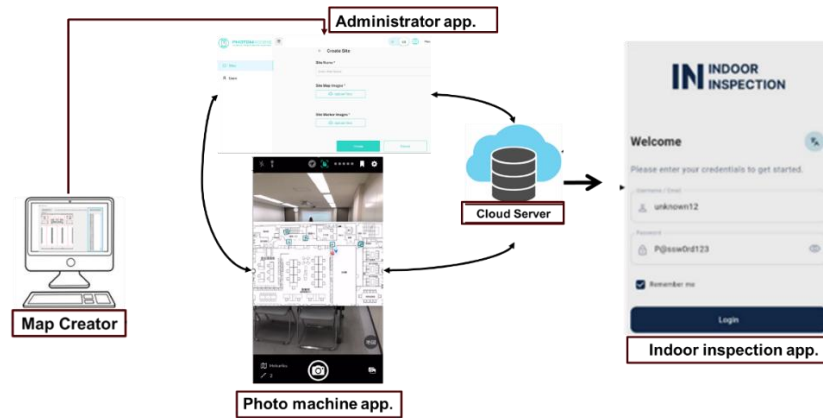 Administrator app.
Create Site
Site Name *
Site Map Images *
Site Marker Images *
Map Creator
Photo machine app.
Cloud Server
IN INDOOR
INSPECTION
Welcome
Please enter your credentials to get started.
Username / Email
unknown12
Password
P@ssw0rd123
Remember me
Login
Indoor inspection app.